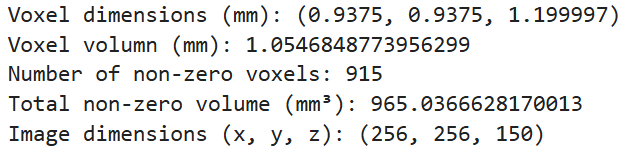 Voxel dimensions (mm): (0.9375, 0.9375, 1.199997)
Voxel volumn (mm): 1.0546848773956299
Number of non-zero voxels: 915
Total non-zero volume (mm³): 965.0366628170013
Image dimensions (x, y, z): (256, 256, 150)